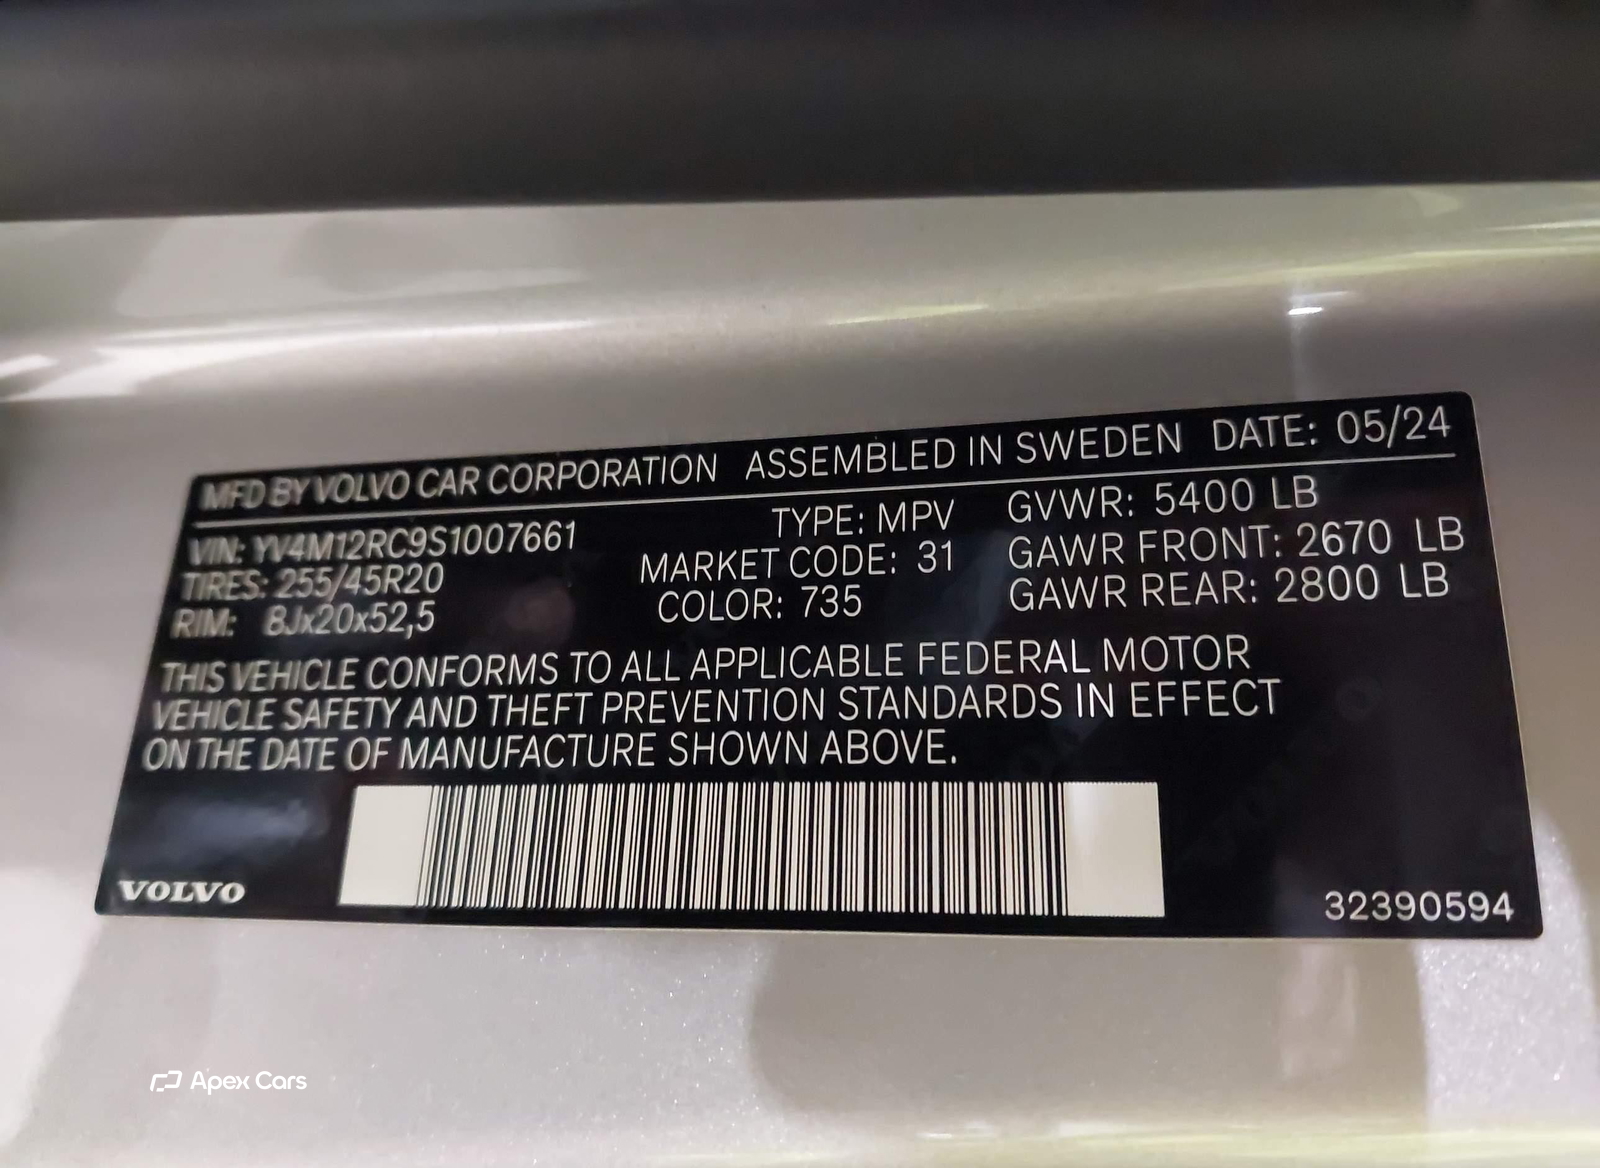 MFD BY VOLVO CAR CORPORATION ASSEMBLED IN SWEDEN DATE: 05/24
VIN: YV4M12RC9S1007661 TYPE: MPV GVWR: 5400 LB
TIRES: 255/45R20 MARKET CODE: 31 GAWR FRONT: 2670 LB
RIM: 8Jx20x52,5 COLOR: 735 GAWR REAR: 2800 LB
THIS VEHICLE CONFORMS TO ALL APPLICABLE FEDERAL MOTOR
VEHICLE SAFETY AND THEFT PREVENTION STANDARDS IN EFFECT
ON THE DATE OF MANUFACTURE SHOWN ABOVE.
VOLVO 32390594
Apex Cars